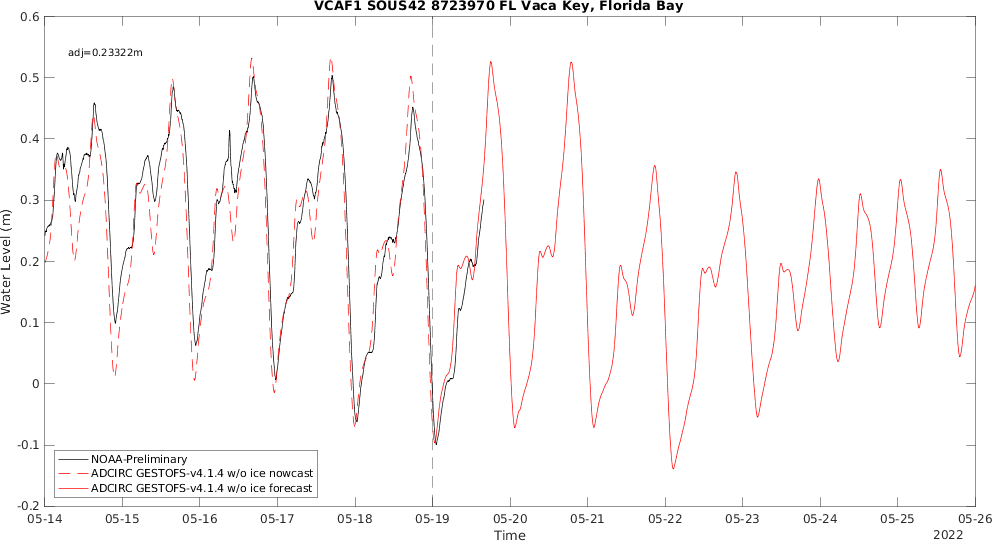 VCAF1 SOUS42 8723970 FL Vaca Key, Florida Bay
adj=0.23322m
Water Level (m)
0.6
0.5
0.4
0.3
0.2
0.1
0
-0.1
-0.2
NOAA-Preliminary
ADCIRC GESTOFS-v4.1.4 w/o ice nowcast
ADCIRC GESTOFS-v4.1.4 w/o ice forecast
05-14 05-15 05-16 05-17 05-18 05-19 05-20 05-21 05-22 05-23 05-24 05-25 05-26
Time
2022